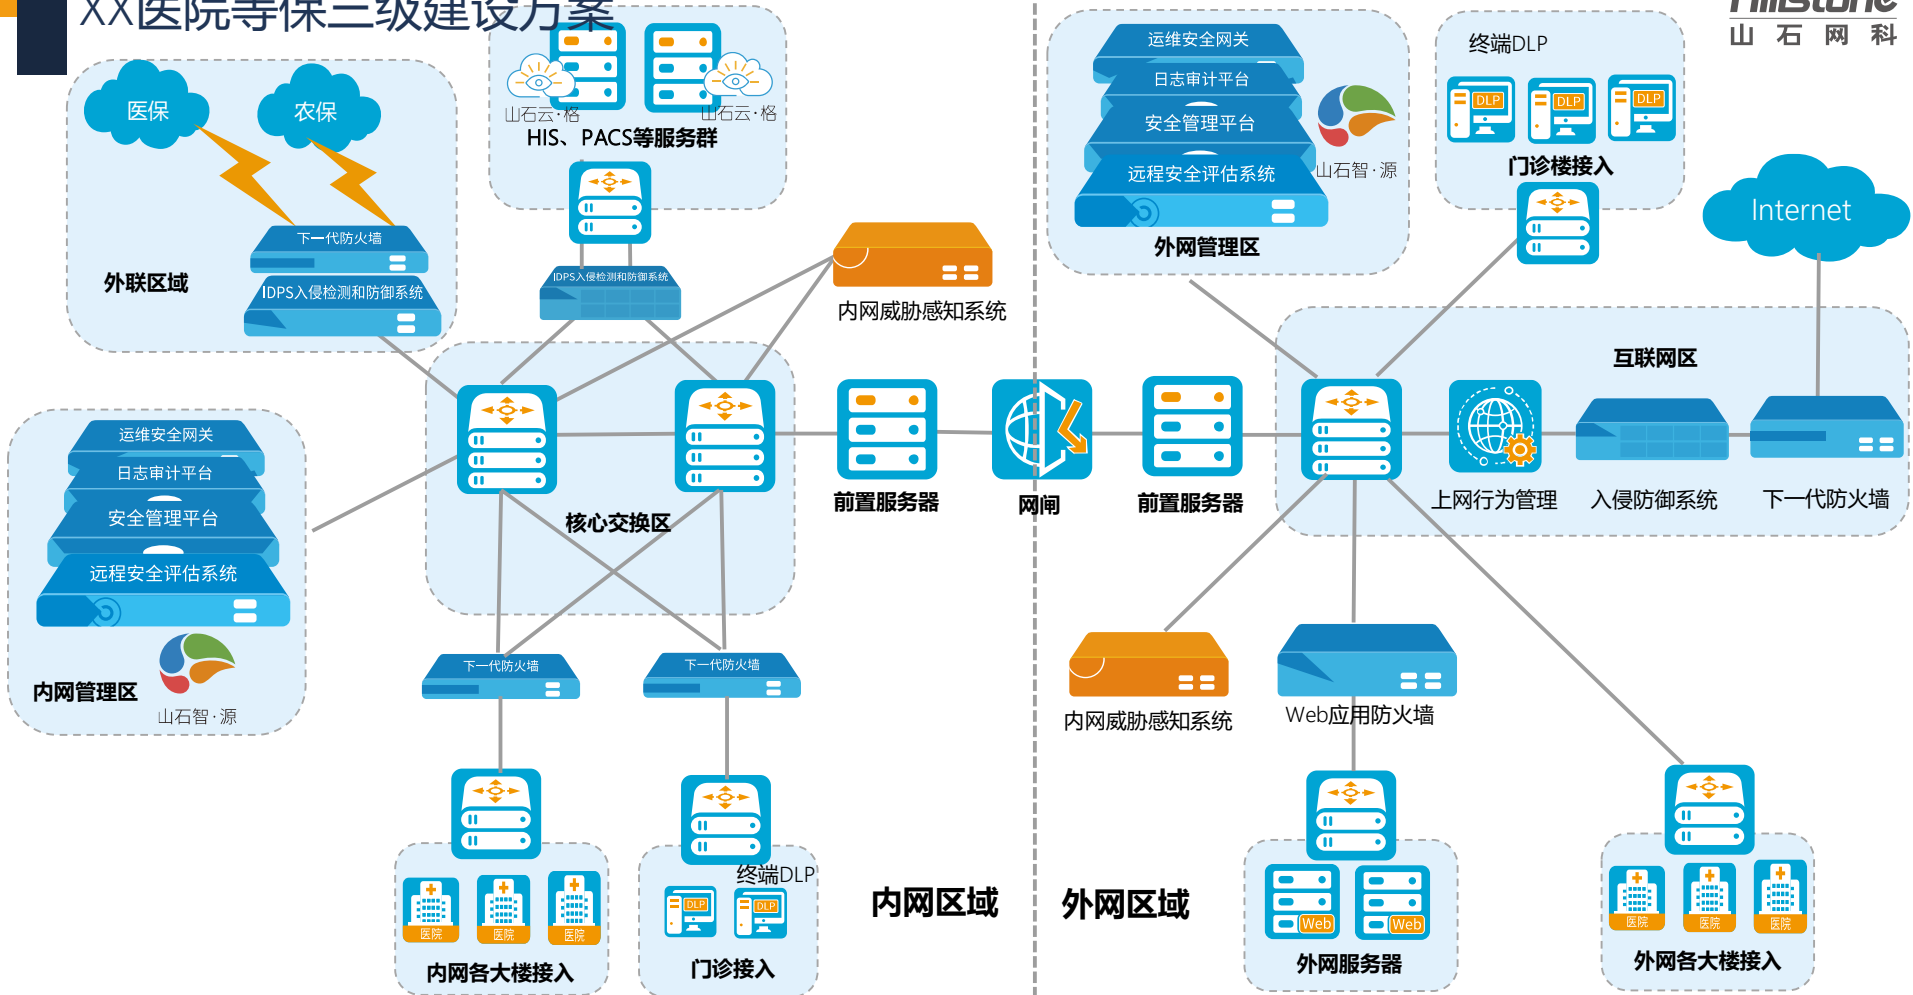 XX医院等保三级建设方案
Hillstone
山石网科
医保
农保
下一代防火墙
IDPS入侵检测和防御系统
外联区域
山石云·格
山石云·格
HIS、PACS等服务群
IDPS入侵检测和防御系统
内网威胁感知系统
运维安全网关
日志审计平台
安全管理平台
远程安全评估系统
山石智·源
外网管理区
终端DLP
DLP
DLP
DLP
门诊楼接入
Internet
互联网区
运维安全网关
日志审计平台
安全管理平台
远程安全评估系统
内网管理区
山石智·源
核心交换区
前置服务器
网闸
前置服务器
上网行为管理
入侵防御系统
下一代防火墙
下一代防火墙
下一代防火墙
内网威胁感知系统
Web应用防火墙
终端DLP
DLP
DLP
医院
医院
医院
内网各大楼接入
门诊接入
内网区域
外网区域
Web
Web
外网服务器
医院
医院
医院
外网各大楼接入